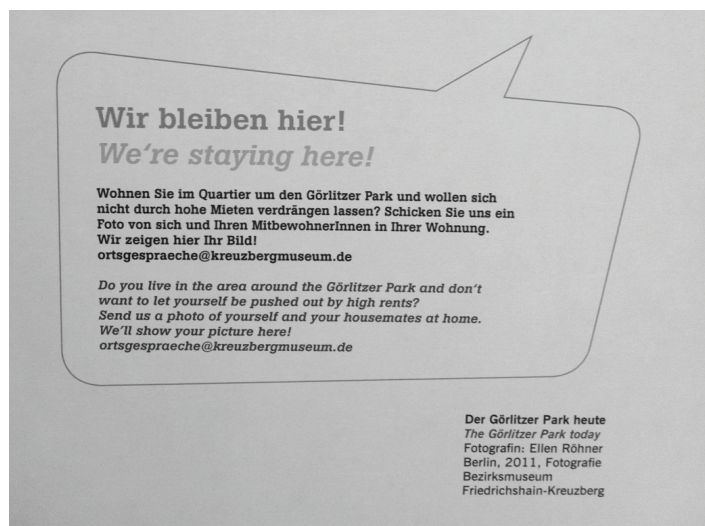 Wir bleiben hier!
We're staying here!
Wohnen Sie im Quartier um den Görlitzer Park und wollen sich
nicht durch hohe Mieten verdrängen lassen? Schicken Sie uns ein
Foto von sich und Ihren MitbewohnerInnen in Ihrer Wohnung.
Wir zeigen hier Ihr Bild!
ortsgespraeche@kreuzbergmuseum.de
Do you live in the area around the Görlitzer Park and don't
want to let yourself be pushed out by high rents?
Send us a photo of yourself and your housemates at home.
We'll show your picture here!
ortsgespraeche@kreuzbergmuseum.de
Der Görlitzer Park heute
The Görlitzer Park today
Fotografin: Ellen Röhner
Berlin, 2011, Fotografie
Bezirksmuseum
Friedrichshain-Kreuzberg